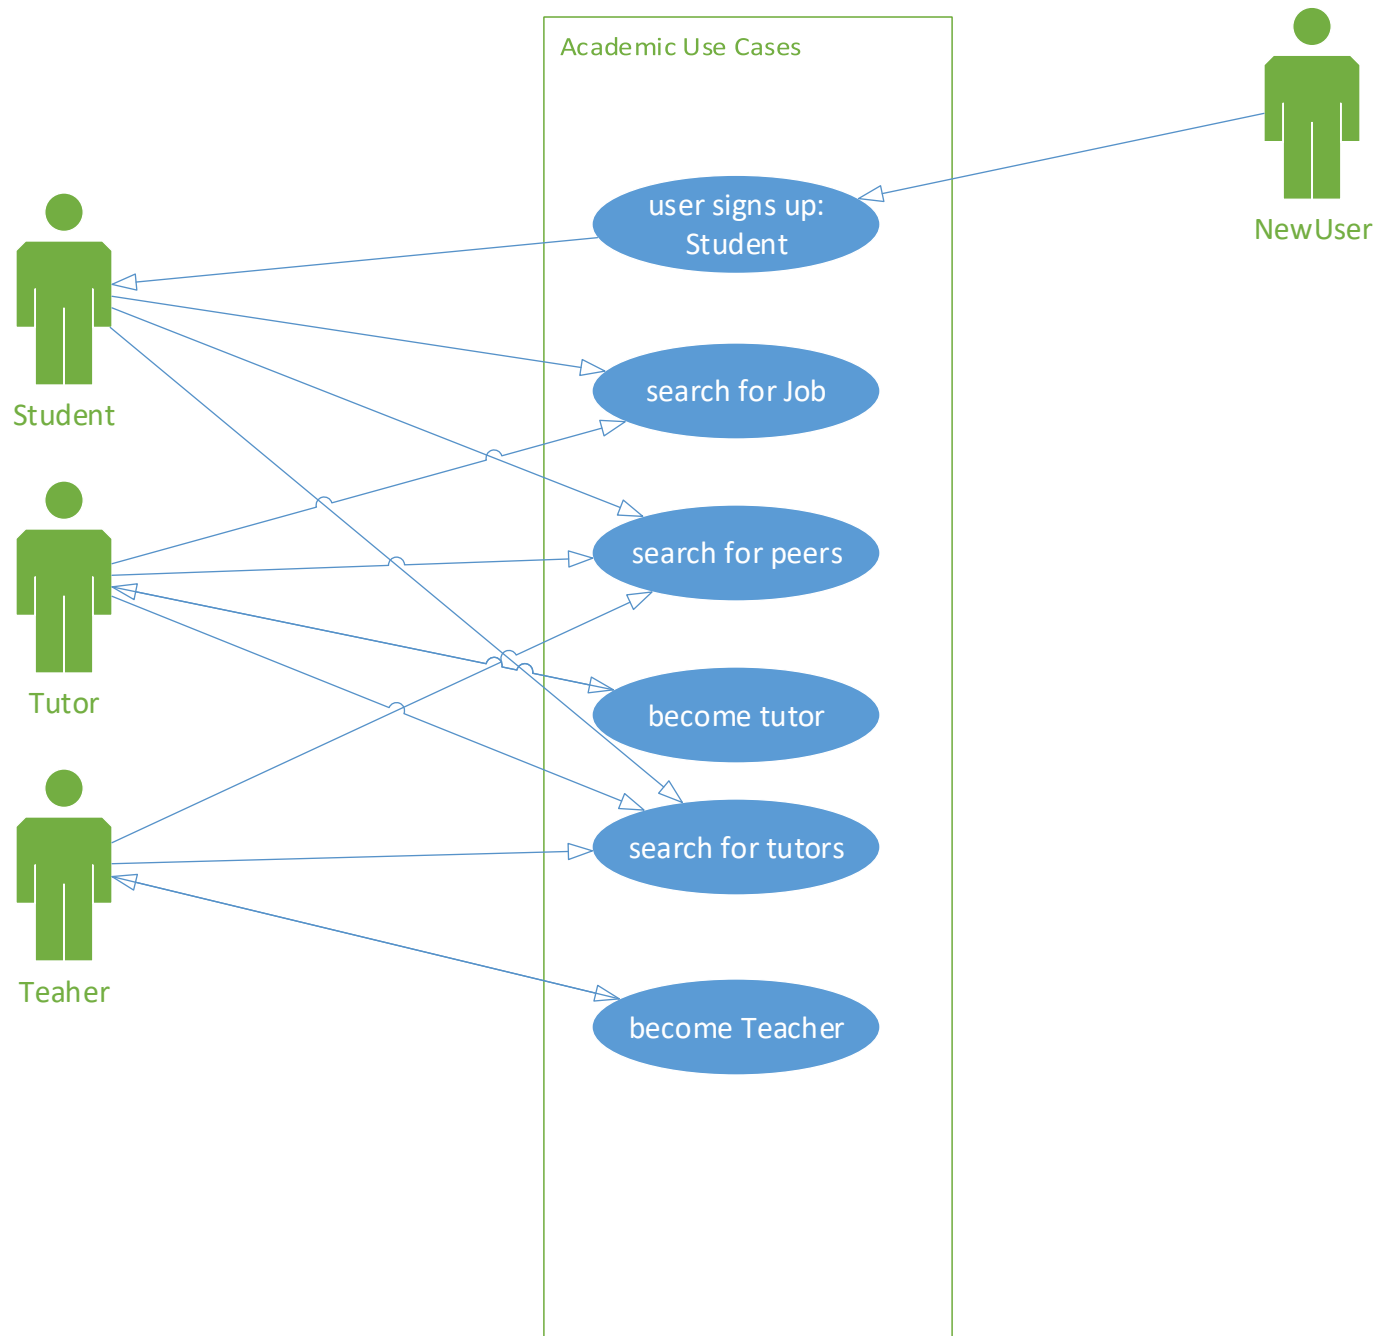 Academic Use Cases
user signs up:
Student
NewUser
search for Job
Student
search for peers
Tutor
become tutor
search for tutors
Teaher
become Teacher